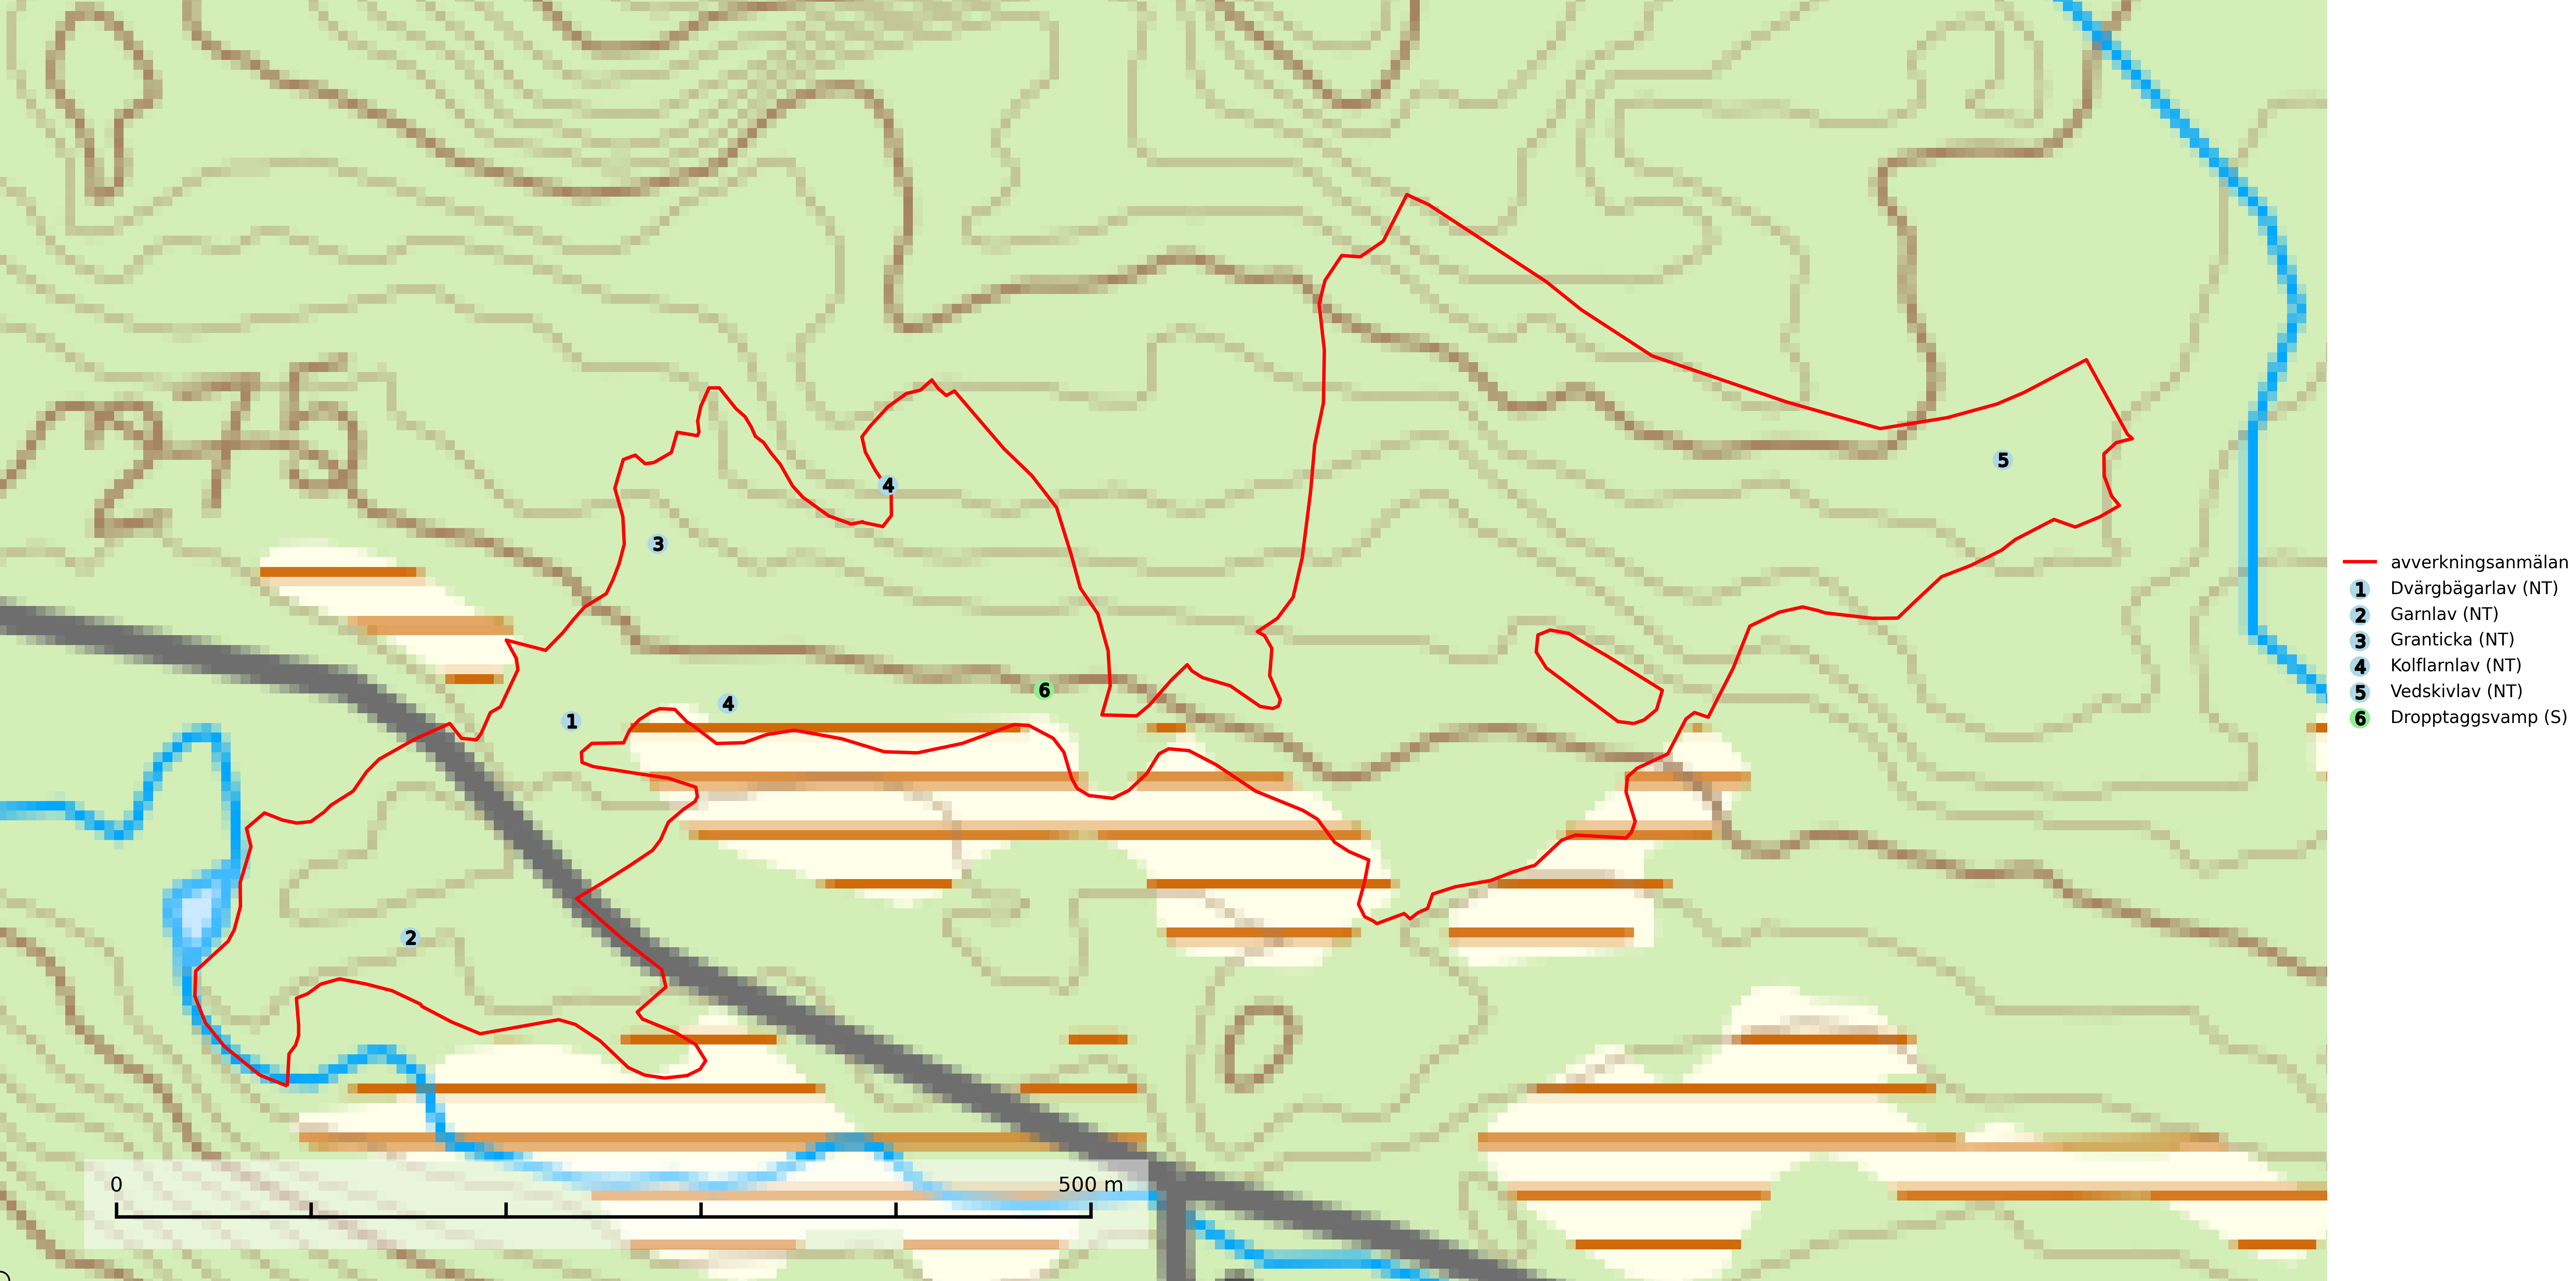 275
4
3
5
6
4
1
2
0
500 m
avverkningsanmälan
1 Dvärgbägarlav (NT)
2 Garnlav (NT)
3 Granticka (NT)
4 Kolflarnlav (NT)
5 Vedskivlav (NT)
6 Dropptaggsvamp (S)